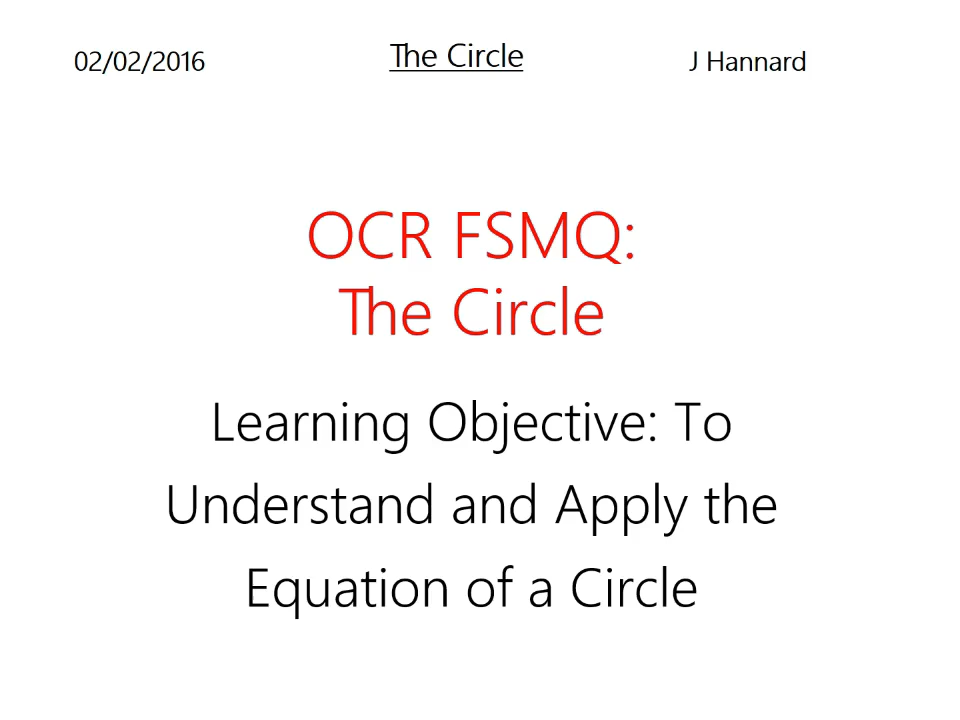 02/02/2016 The Circle J Hannard
OCR FSMQ:
The Circle
Learning Objective: To
Understand and Apply the
Equation of a Circle